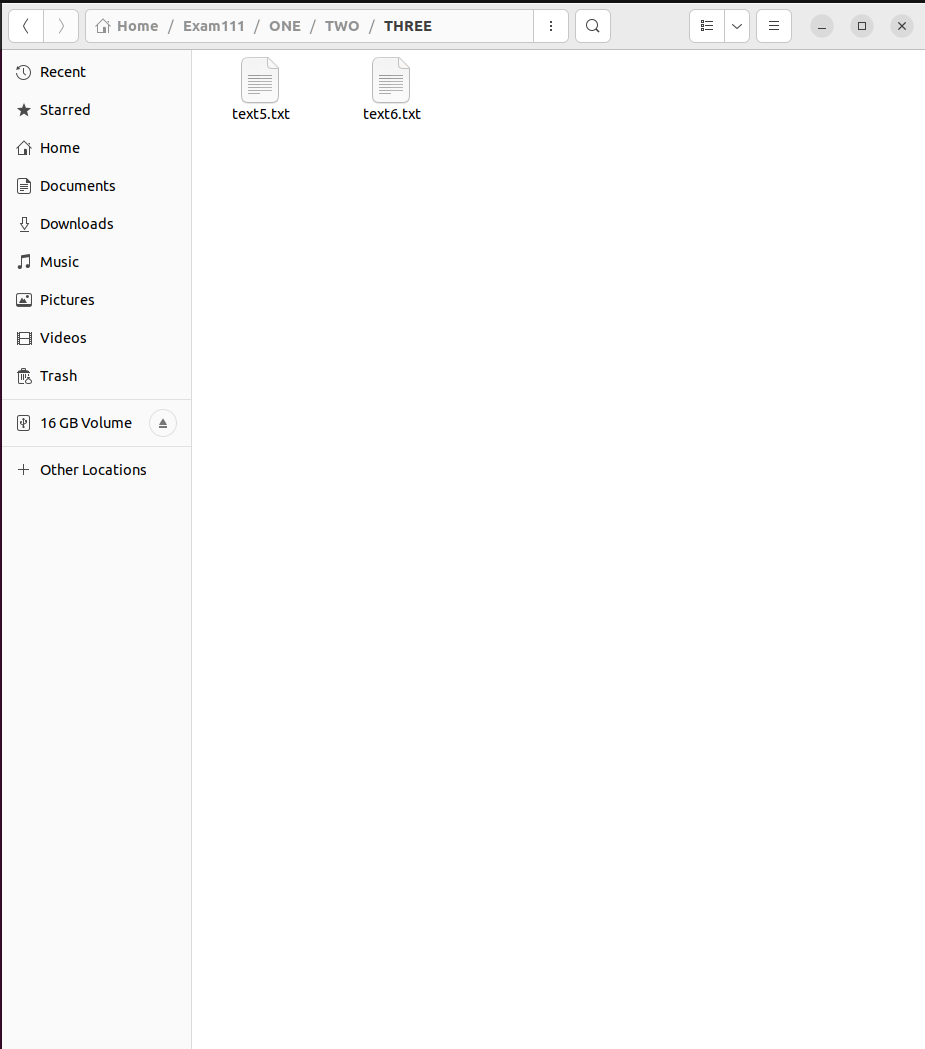 Home / Exam111 / ONE / TWO / THREE
Recent
Starred
Home
Documents
Downloads
Music
Pictures
Videos
Trash
16 GB Volume
Other Locations
text5.txt
text6.txt